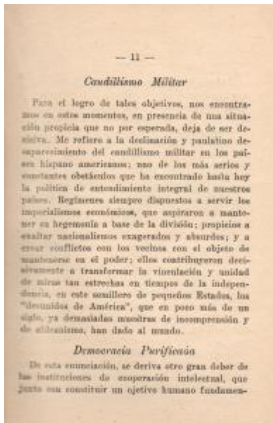 — 11 —
Caudillismo Militar
Para el logro de tales objetivos, nos encontra-
mos en estos momentos, en presencia de una situa-
ción propicia que no por esperada, deja de ser de-
cisiva. Me refiero a la declinación y paulatino de-
saparecimiento del caudillismo militar en los paí-
ses hispano americanos; uno de los más serios y
constantes obstáculos que ha encontrado hasta hoy
la política de entendimiento integral de nuestros
países. Regímenes siempre dispuestos a servir los
imperialismos económicos, que aspiraron a mante-
ner su hegemonía a base de la división; propicios a
exaltar nacionalismos exagerados y absurdos; y a
crear conflictos con los vecinos con el objeto de
mantenerse en el poder; ellos contribuyeron decis-
ivamente a transformar la vinculación y unidad
de miras tan estrechas en tiempos de la indepen-
dencia, en este semillero de pequeños Estados, los
"desunidos de América", que en poco más de un
siglo, ya demasiadas muestras de incomprensión y
de aldeanismo, han dado al mundo.
Democracia Purificada
De esta enunciación, se deriva otro gran deber de
las instituciones de cooperación intelectual, que
junto con constituir un ojetivo humano fundamen-